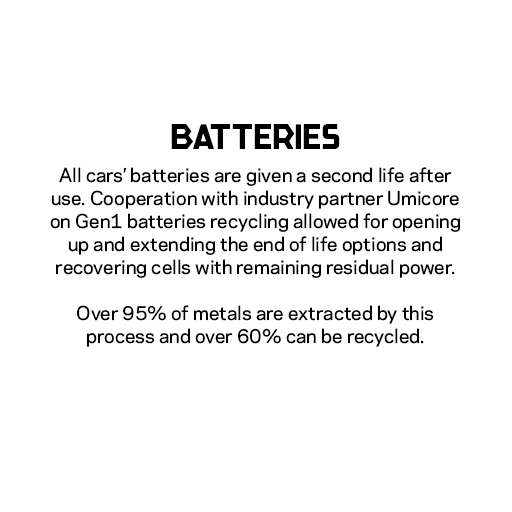 BATTERIES
All cars' batteries are given a second life after
use. Cooperation with industry partner Umicore
on Gen1 batteries recycling allowed for opening
up and extending the end of life options and
recovering cells with remaining residual power.
Over 95% of metals are extracted by this
process and over 60% can be recycled.